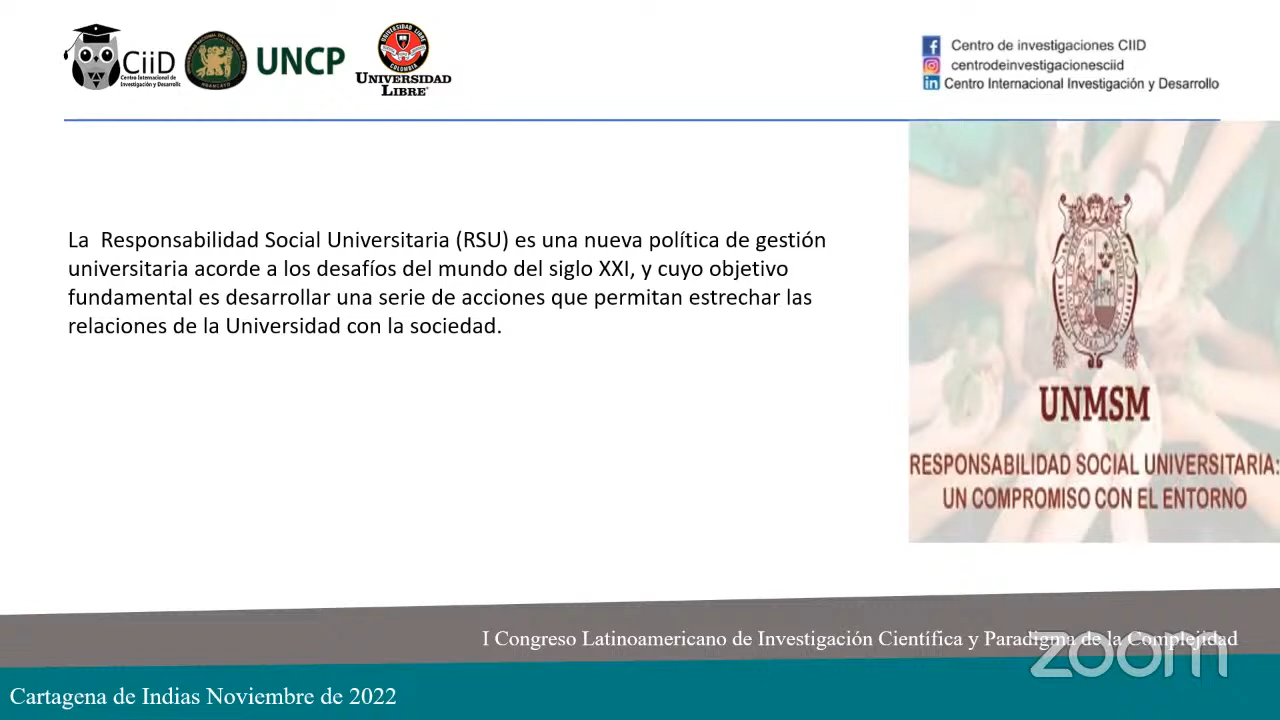 CiiD
Centro Internacional de
Investigación y Desarrollo
UNCP
UNIVERSIDAD LIBRE
COLOMBIA
UNIVERSIDAD
LIBRE
Centro de investigaciones CIID
centrodeinvestigacionesciid
Centro Internacional Investigación y Desarrollo
La Responsabilidad Social Universitaria (RSU) es una nueva política de gestión
universitaria acorde a los desafíos del mundo del siglo XXI, y cuyo objetivo
fundamental es desarrollar una serie de acciones que permitan estrechar las
relaciones de la Universidad con la sociedad.
UNMSM
RESPONSABILIDAD SOCIAL UNIVERSITARIA:
UN COMPROMISO CON EL ENTORNO
I Congreso Latinoamericano de Investigación Científica y Paradigma de la Complejidad
zoom
Cartagena de Indias Noviembre de 2022